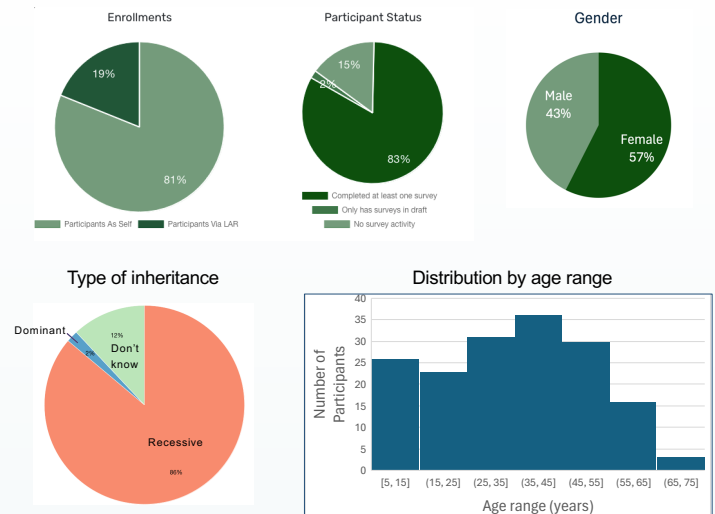 Enrollments
19%
81%
Participants As Self
Participants Via LAR
Participant Status
15%
2%
83%
Completed at least one survey
Only has surveys in draft
No survey activity
Gender
Male
43%
Female
57%
Type of inheritance
Dominant
2%
12%
Don't
know
Recessive
86%
Distribution by age range
Number of
Participants
40
35
30
25
20
15
10
5
0
[5, 15]
(15, 25]
(25, 35]
(35, 45]
(45, 55]
(55, 65]
(65, 75]
Age range (years)